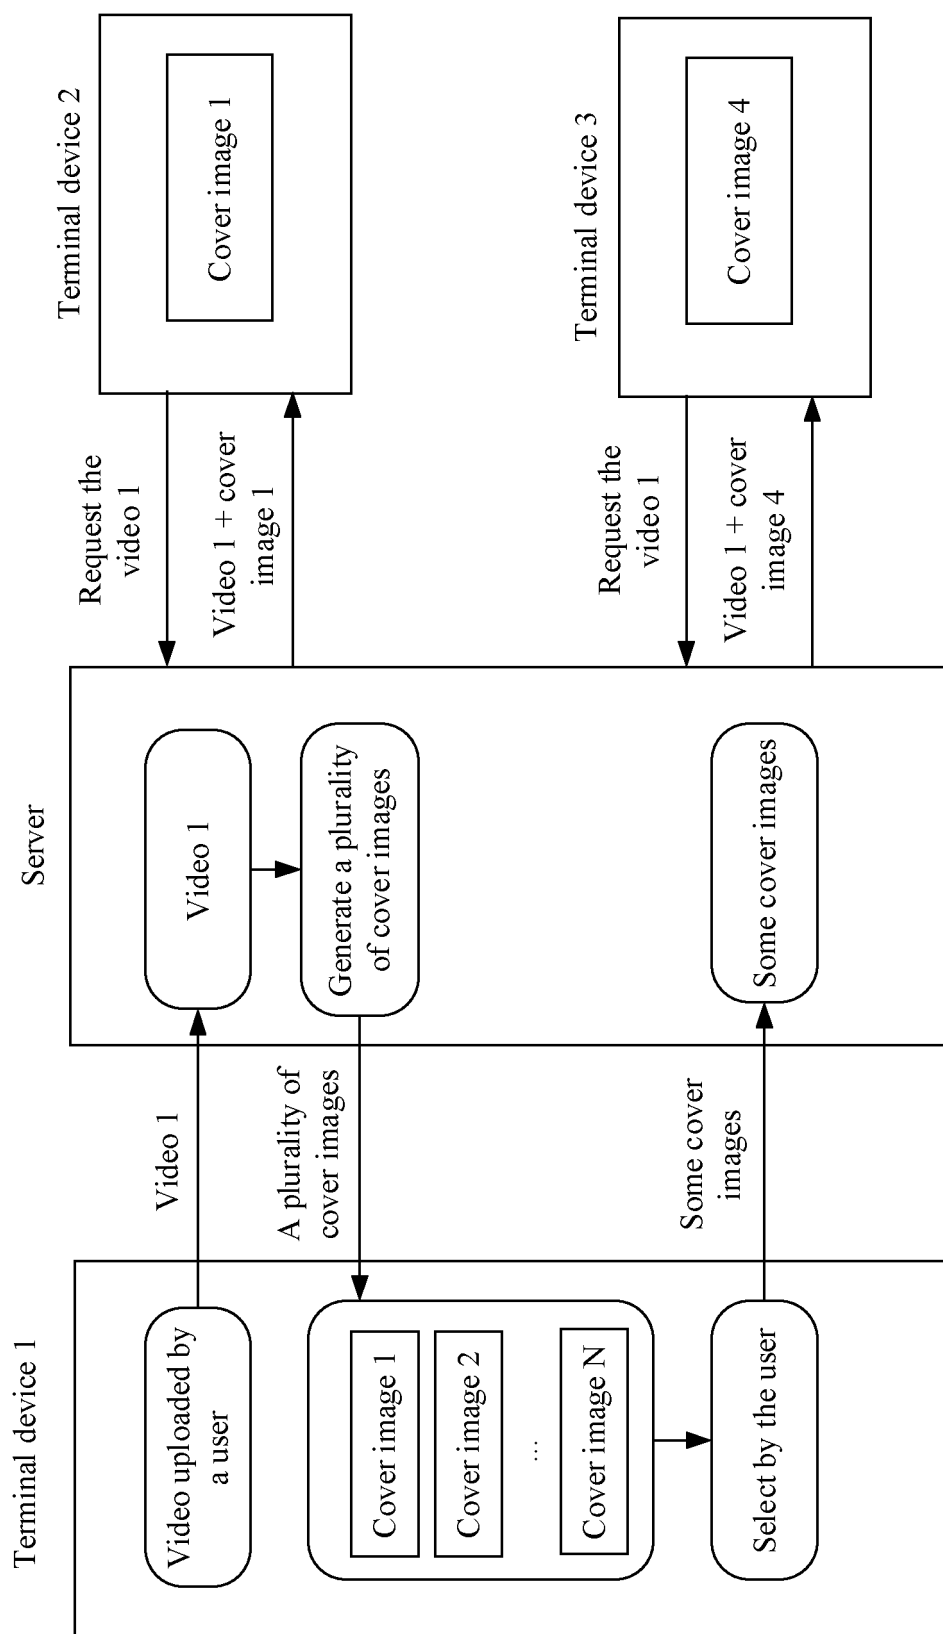 Terminal device 1
Video uploaded by
a user
Cover image 1
Cover image 2
...
Cover image N
Select by the user
Video 1
A plurality of
cover images
Some cover
images
Server
Video 1
Generate a plurality
of cover images
Some cover images
Request the
video 1
Video 1 + cover
image 1
Request the
video 1
Video 1 + cover
image 4
Terminal device 2
Cover image 1
Terminal device 3
Cover image 4